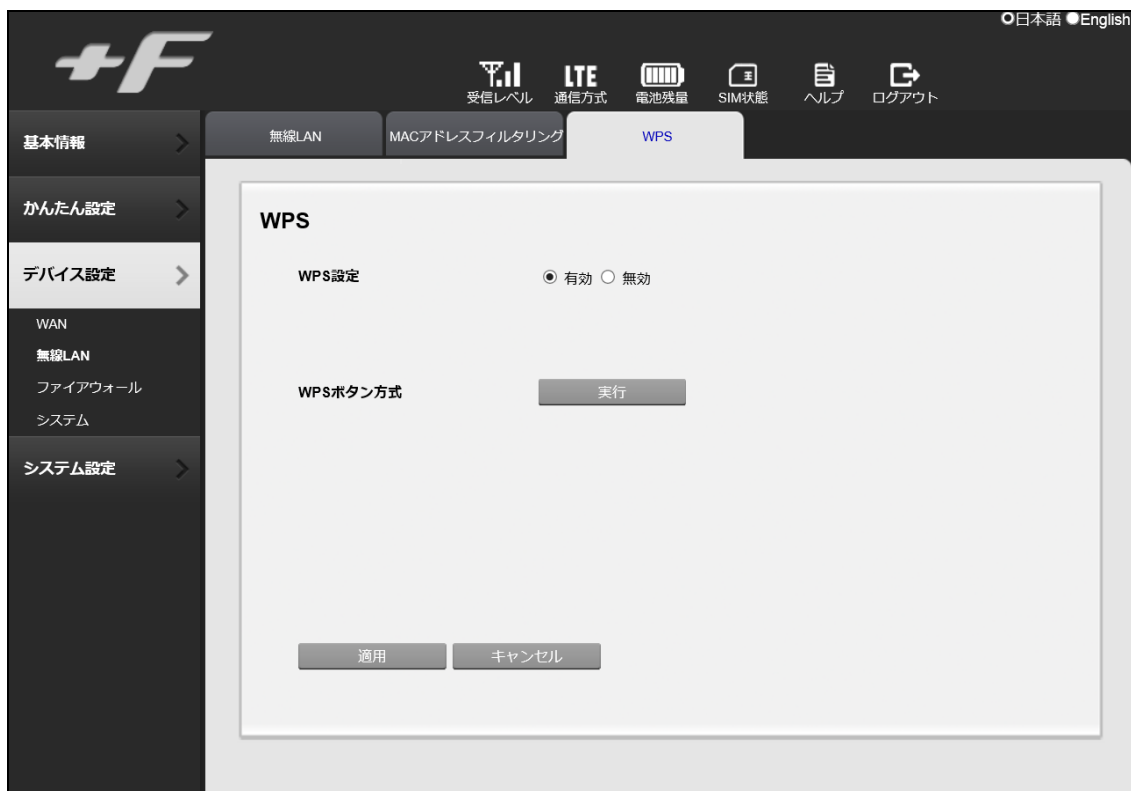 日本語 English
+F
LTE
受信レベル 通信方式 電池残量 SIM状態 ヘルプ ログアウト
無線LAN MACアドレスフィルタリング WPS
基本情報
かんたん設定
デバイス設定
WAN
無線LAN
ファイアウォール
システム
システム設定
WPS
WPS設定 有効 無効
WPSボタン方式 実行
適用 キャンセル